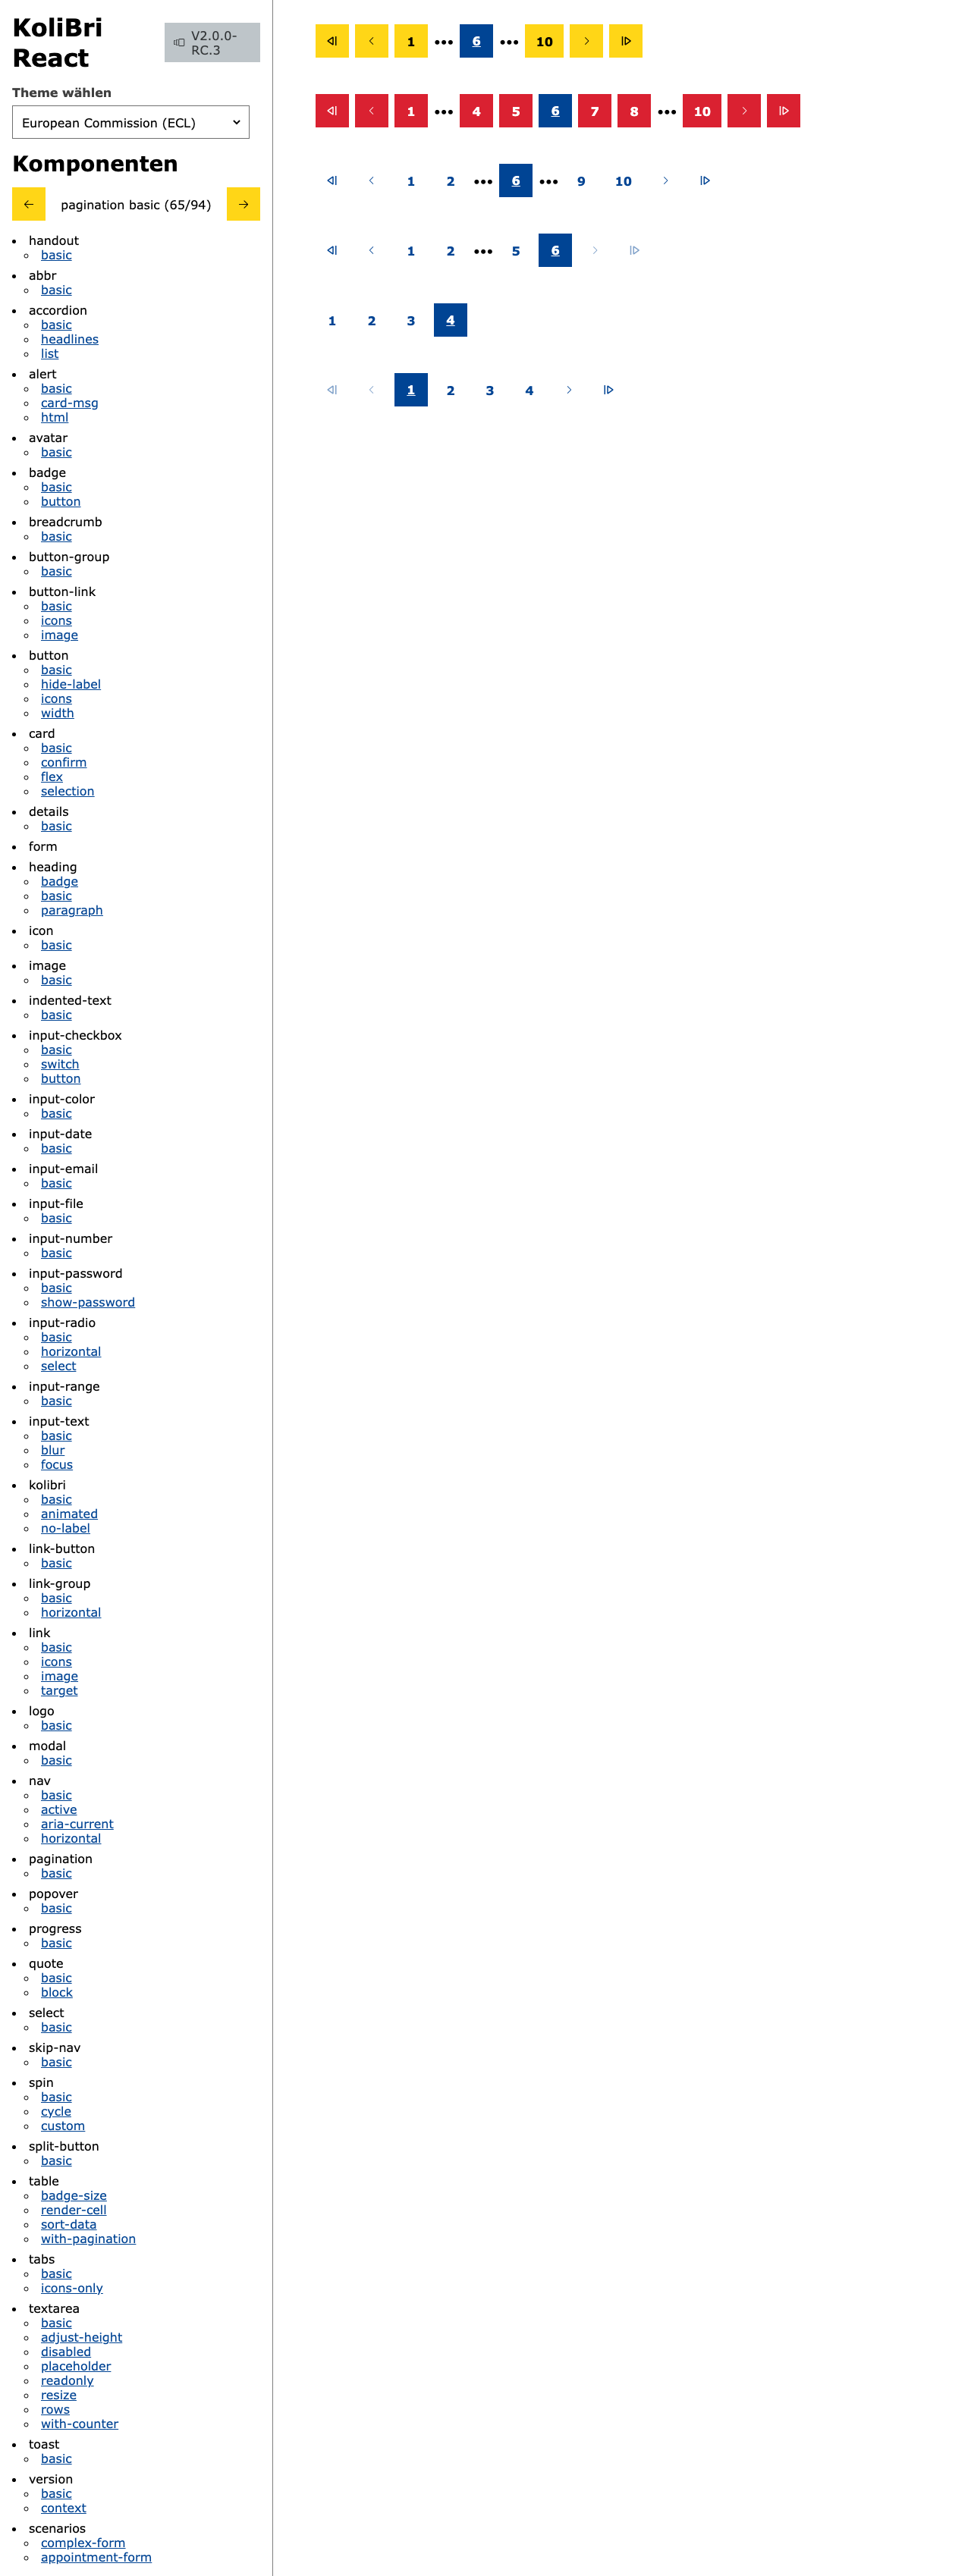 KoliBri
React
V2.0.0-
RC.3
Theme wählen
European Commission (ECL)
Komponenten
pagination basic (65/94)
handout
basic
abbr
basic
accordion
basic
headlines
list
alert
basic
card-msg
html
avatar
basic
badge
basic
button
breadcrumb
basic
button-group
basic
button-link
basic
icons
image
button
basic
hide-label
icons
width
card
basic
confirm
flex
selection
details
basic
form
heading
badge
basic
paragraph
icon
basic
image
basic
indented-text
basic
input-checkbox
basic
switch
button
input-color
basic
input-date
basic
input-email
basic
input-file
basic
input-number
basic
input-password
basic
show-password
input-radio
basic
horizontal
select
input-range
basic
input-text
basic
blur
focus
kolibri
basic
animated
no-label
link-button
basic
link-group
basic
horizontal
link
basic
icons
image
target
logo
basic
modal
basic
nav
basic
active
aria-current
horizontal
pagination
basic
popover
basic
progress
basic
quote
basic
block
select
basic
skip-nav
basic
spin
basic
cycle
custom
split-button
basic
table
badge-size
render-cell
sort-data
with-pagination
tabs
basic
icons-only
textarea
basic
adjust-height
disabled
placeholder
readonly
resize
rows
with-counter
toast
basic
version
basic
context
scenarios
complex-form
appointment-form
1 ••• 6 ••• 10
1 ••• 4 5 6 7 8 ••• 10
1 2 ••• 6 ••• 9 10
1 2 ••• 5 6
1 2 3 4
1 2 3 4